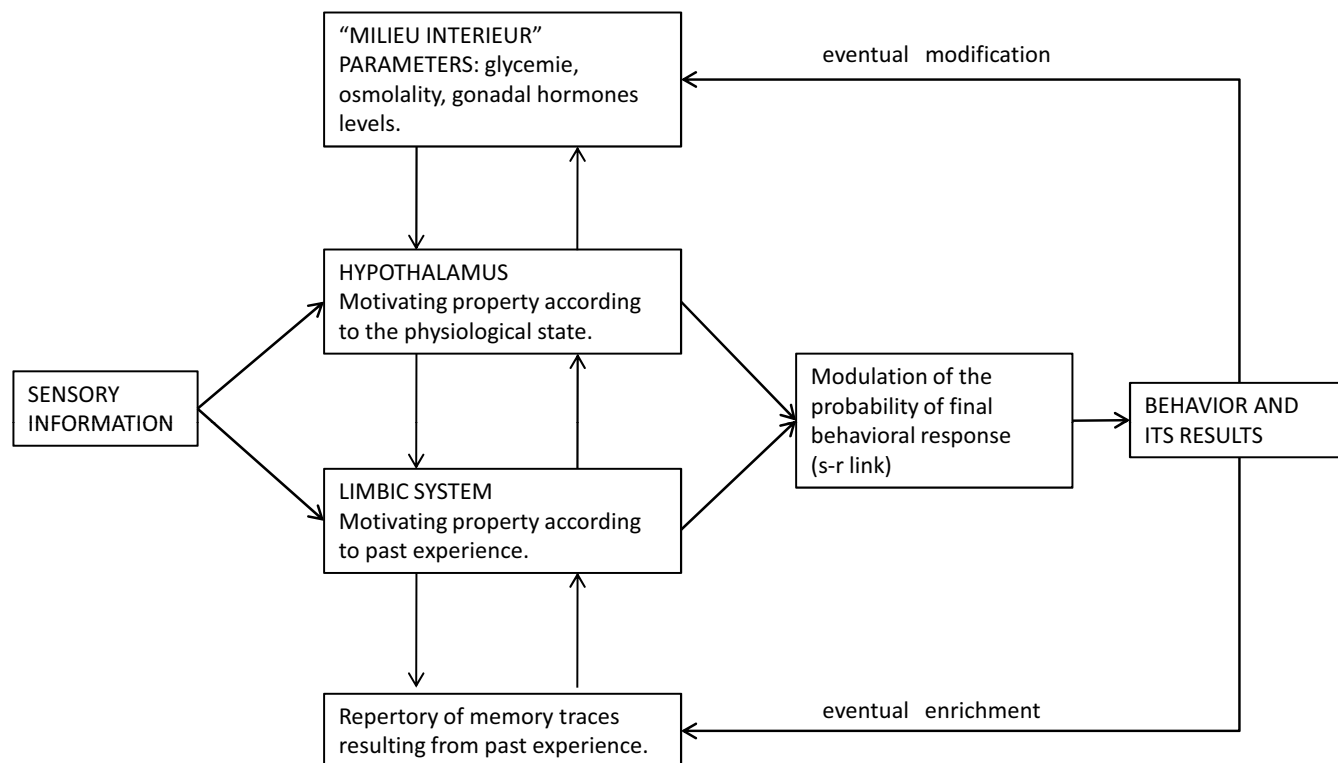 “MILIEU INTERIEUR”
PARAMETERS: glycemie,
osmolality, gonadal hormones
levels.
eventual modification
HYPOTHALAMUS
Motivating property according
to the physiological state.
SENSORY
INFORMATION
Modulation of the
probability of final
behavioral response
(s-r link)
BEHAVIOR AND
ITS RESULTS
LIMBIC SYSTEM
Motivating property according
to past experience.
Repertory of memory traces
resulting from past experience.
eventual enrichment